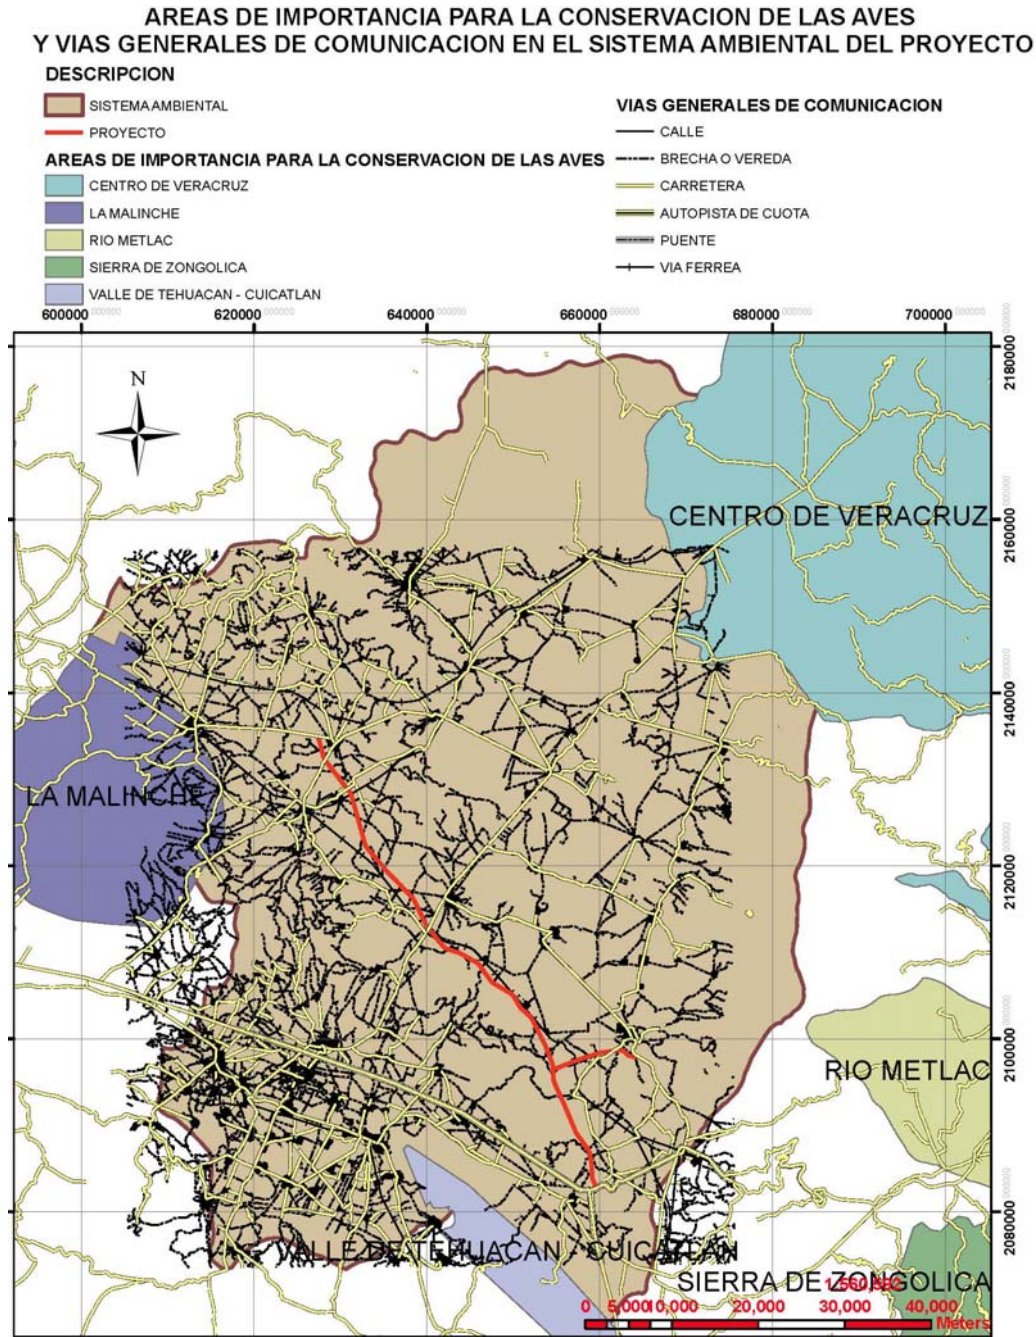 AREAS DE IMPORTANCIA PARA LA CONSERVACION DE LAS AVES
Y VIAS GENERALES DE COMUNICACION EN EL SISTEMA AMBIENTAL DEL PROYECTO
DESCRIPCION
SISTEMA AMBIENTAL
PROYECTO
AREAS DE IMPORTANCIA PARA LA CONSERVACION DE LAS AVES
CENTRO DE VERACRUZ
LA MALINCHE
RIO METLAC
SIERRA DE ZONGOLICA
VALLE DE TEHUACAN - CUICATLAN
VIAS GENERALES DE COMUNICACION
CALLE
BRECHA O VEREDA
CARRETERA
AUTOPISTA DE CUOTA
PUENTE
VIA FERREA
600000 620000 640000 660000 680000 700000
2180000
N
CENTRO DE VERACRUZ
2160000
2140000
LA MALINCHE
2120000
2100000
RIO METLAC
2080000
VALLE DE TEHUACAN - CUICATLAN
SIERRA DE ZONGOLICA
0 5,000 10,000 20,000 30,000 40,000
Meters